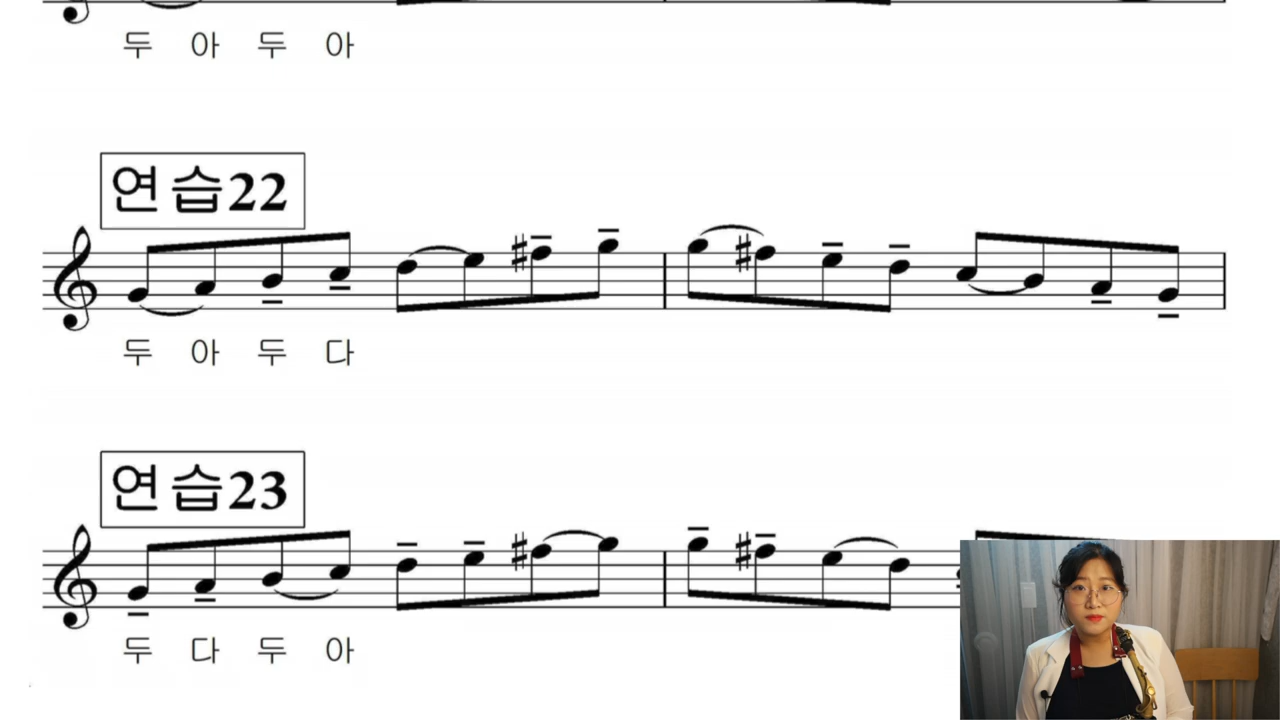 두 아 두 아
연습22
두 아 두 다
연습23
두 다 두 아